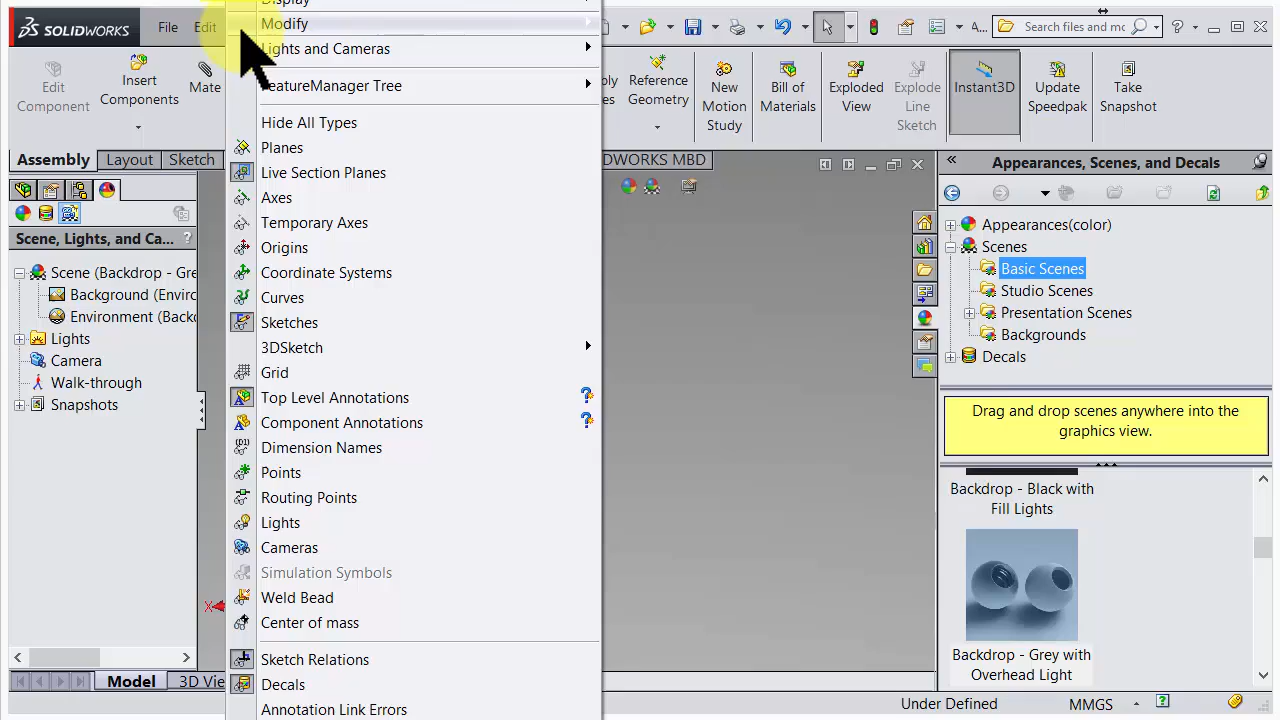 Display
SOLIDWORKS
File
Edit
Modify
Search files and mo
Lights and Cameras
Edit
Component
Insert
Components
Mate
Reference
Geometry
New
Motion
Study
Bill of
Materials
Exploded
View
Explode
Line
Sketch
Instant3D
Update
Speedpak
Take
Snapshot
FeatureManager Tree
Hide All Types
Planes
Live Section Planes
Axes
Temporary Axes
Origins
Coordinate Systems
Curves
Sketches
3DSketch
Grid
Top Level Annotations
Component Annotations
Dimension Names
Points
Routing Points
Lights
Cameras
Simulation Symbols
Weld Bead
Center of mass
Sketch Relations
Decals
Annotation Link Errors
Assembly
Layout
Sketch
DWORKS MBD
Scene, Lights, and Ca...
Scene (Backdrop - Gre
Background (Enviro
Environment (Back
Lights
Camera
Walk-through
Snapshots
Appearances, Scenes, and Decals
Appearances(color)
Scenes
Basic Scenes
Studio Scenes
Presentation Scenes
Backgrounds
Decals
Drag and drop scenes anywhere into the
graphics view.
Backdrop - Black with
Fill Lights
Backdrop - Grey with
Overhead Light
Model
3D Vie
Under Defined
MMGS